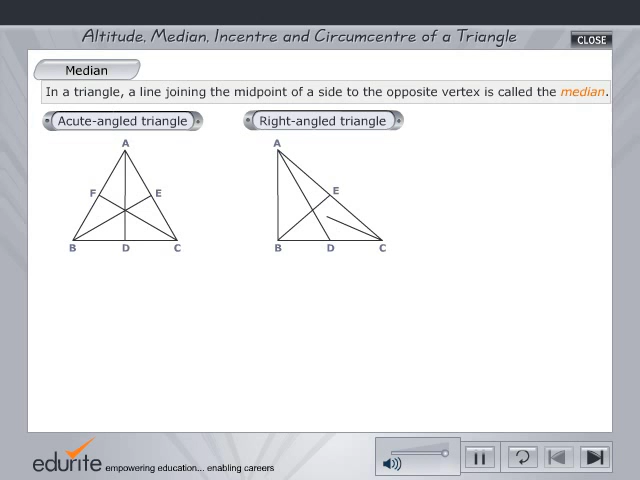 Altitude, Median, Incentre and Circumcentre of a Triangle
CLOSE
Median
In a triangle, a line joining the midpoint of a side to the opposite vertex is called the median.
Acute-angled triangle
Right-angled triangle
A
A
F
E
E
B
D
C
B
D
C
edurite empowering education... enabling careers